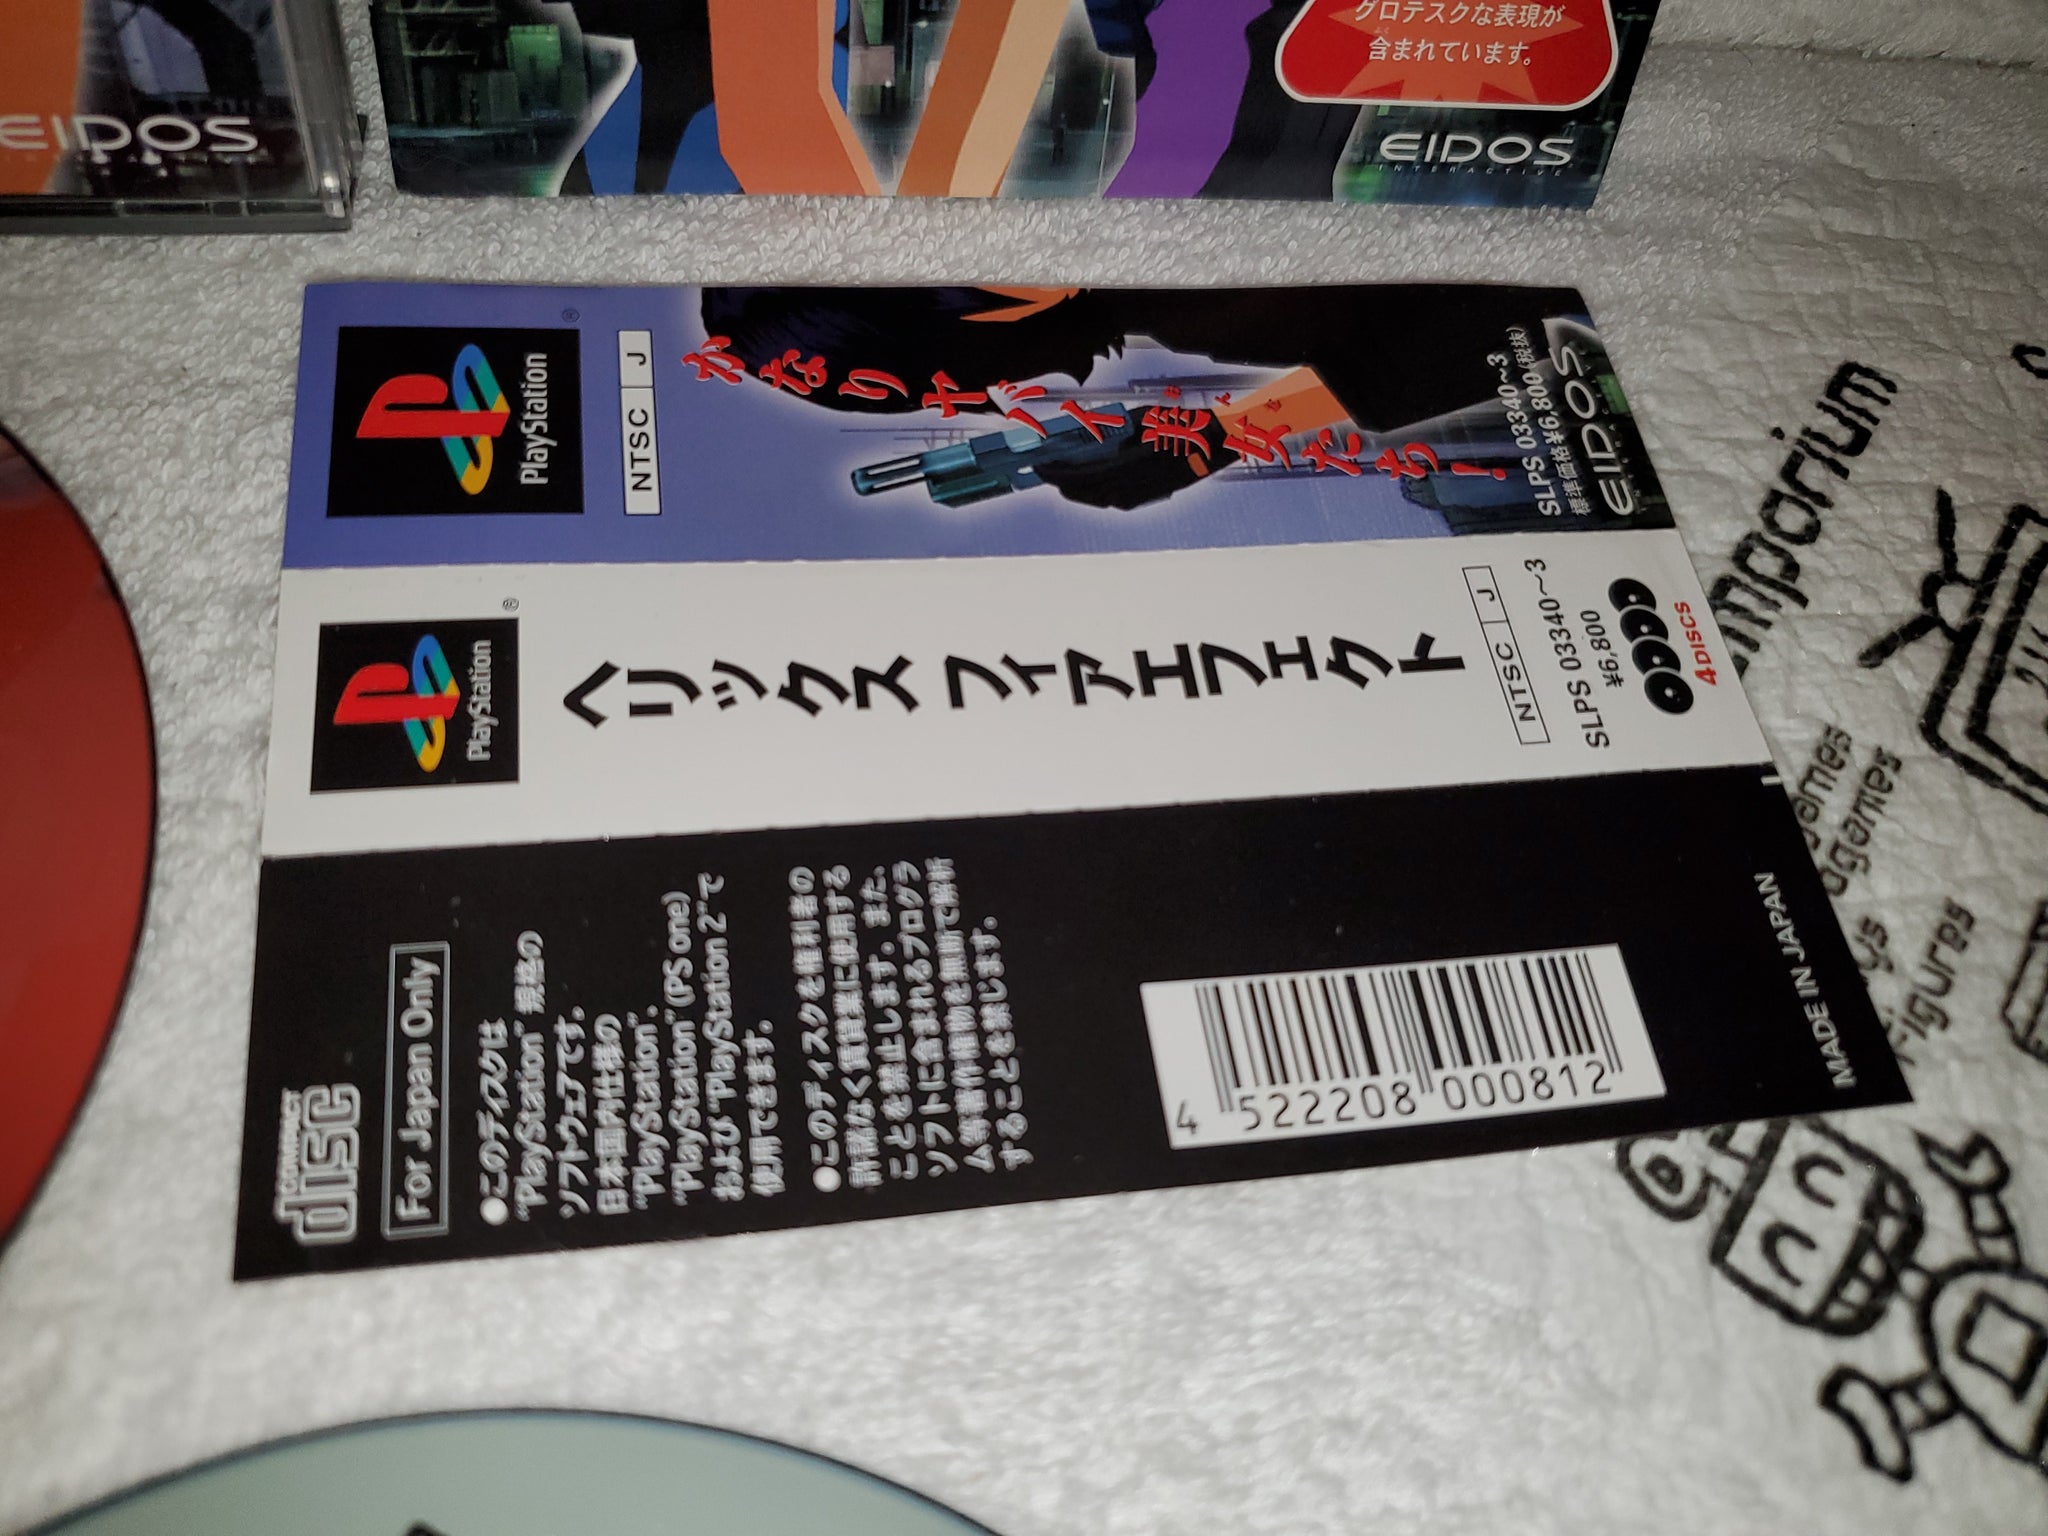 EIDOS
グロテスクな表現が
含まれています。
EIDOS
INTERACTIVE
PlayStation
®
NTSC J
かなりヤバイ美女たち!
SLPS 03340~3
標準価格¥6,800(税抜)
EIDOS
PlayStation
®
ヘリックス フィアエフェクト
NTSC J
SLPS 03340~3
¥6,800
4DISCS
COMPACT
disc
For Japan Only
●このディスクは
"PlayStation" 規格の
ソフトウェアです。
日本国内仕様の
"PlayStation"、
"PlayStation" (PS one)
および "PlayStation 2" で
使用できます。
●このディスクを権利者の
許諾なく賃貸業に使用する
ことを禁止します。また、
ソフトに含まれるプログラ
ム等著作権物を無断で解析
することを禁じます。
4 522208 000812
MADE IN JAPAN
mporium
games
ogames
ys
Figures